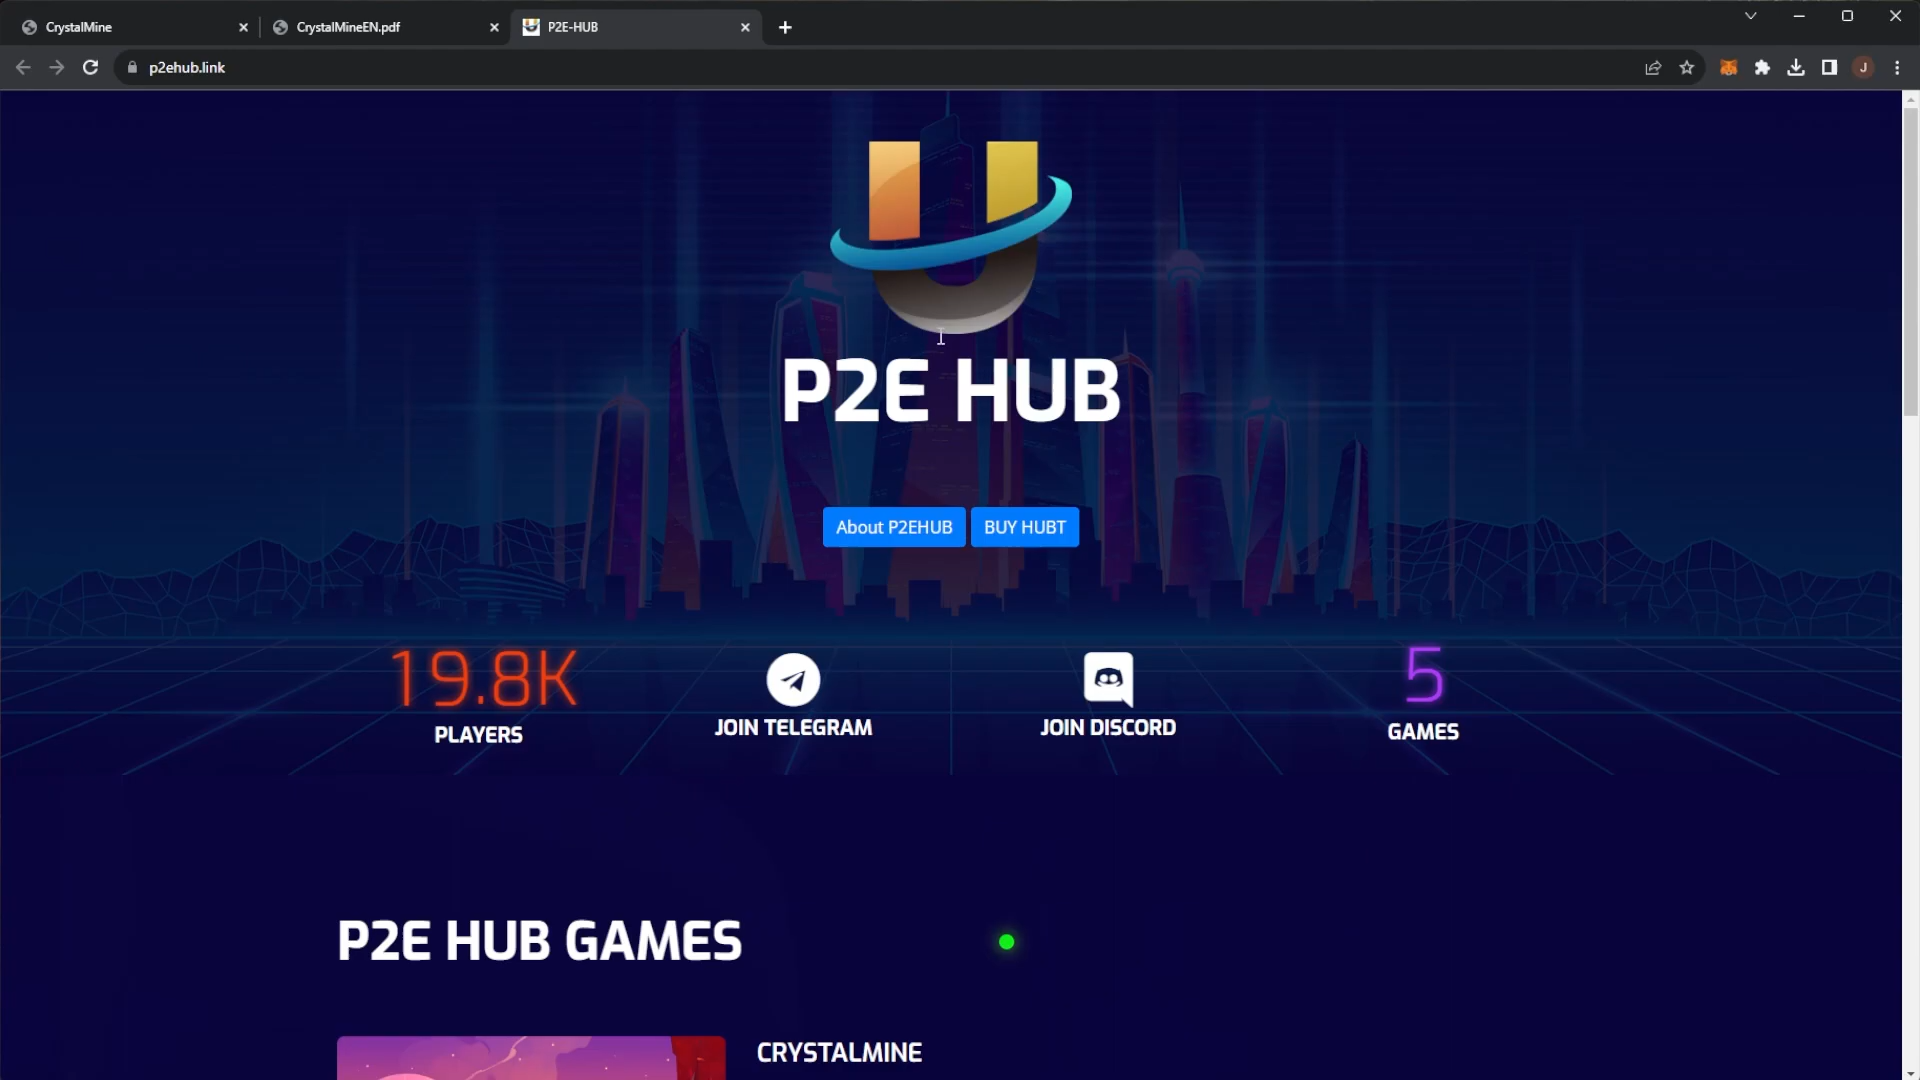 CrystalMine
CrystalMineEN.pdf
P2E-HUB
p2ehub.link
J
P2E HUB
About P2EHUB
BUY HUBT
19.8K
PLAYERS
JOIN TELEGRAM
JOIN DISCORD
5
GAMES
P2E HUB GAMES
CRYSTALMINE